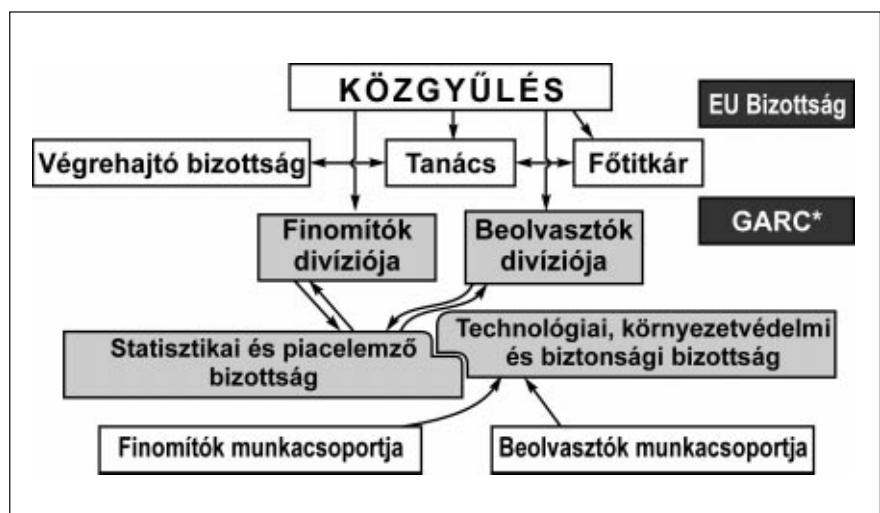 KÖZGYŰLÉS
EU Bizottság
Végrehajtó bizottság
Tanács
Főtitkár
GARC*
Finomítók
divíziója
Beolvasztók
divíziója
Statisztikai és piacelemző
bizottság
Technológiai, környezetvédelmi
és biztonsági bizottság
Finomítók munkacsoportja
Beolvasztók munkacsoportja